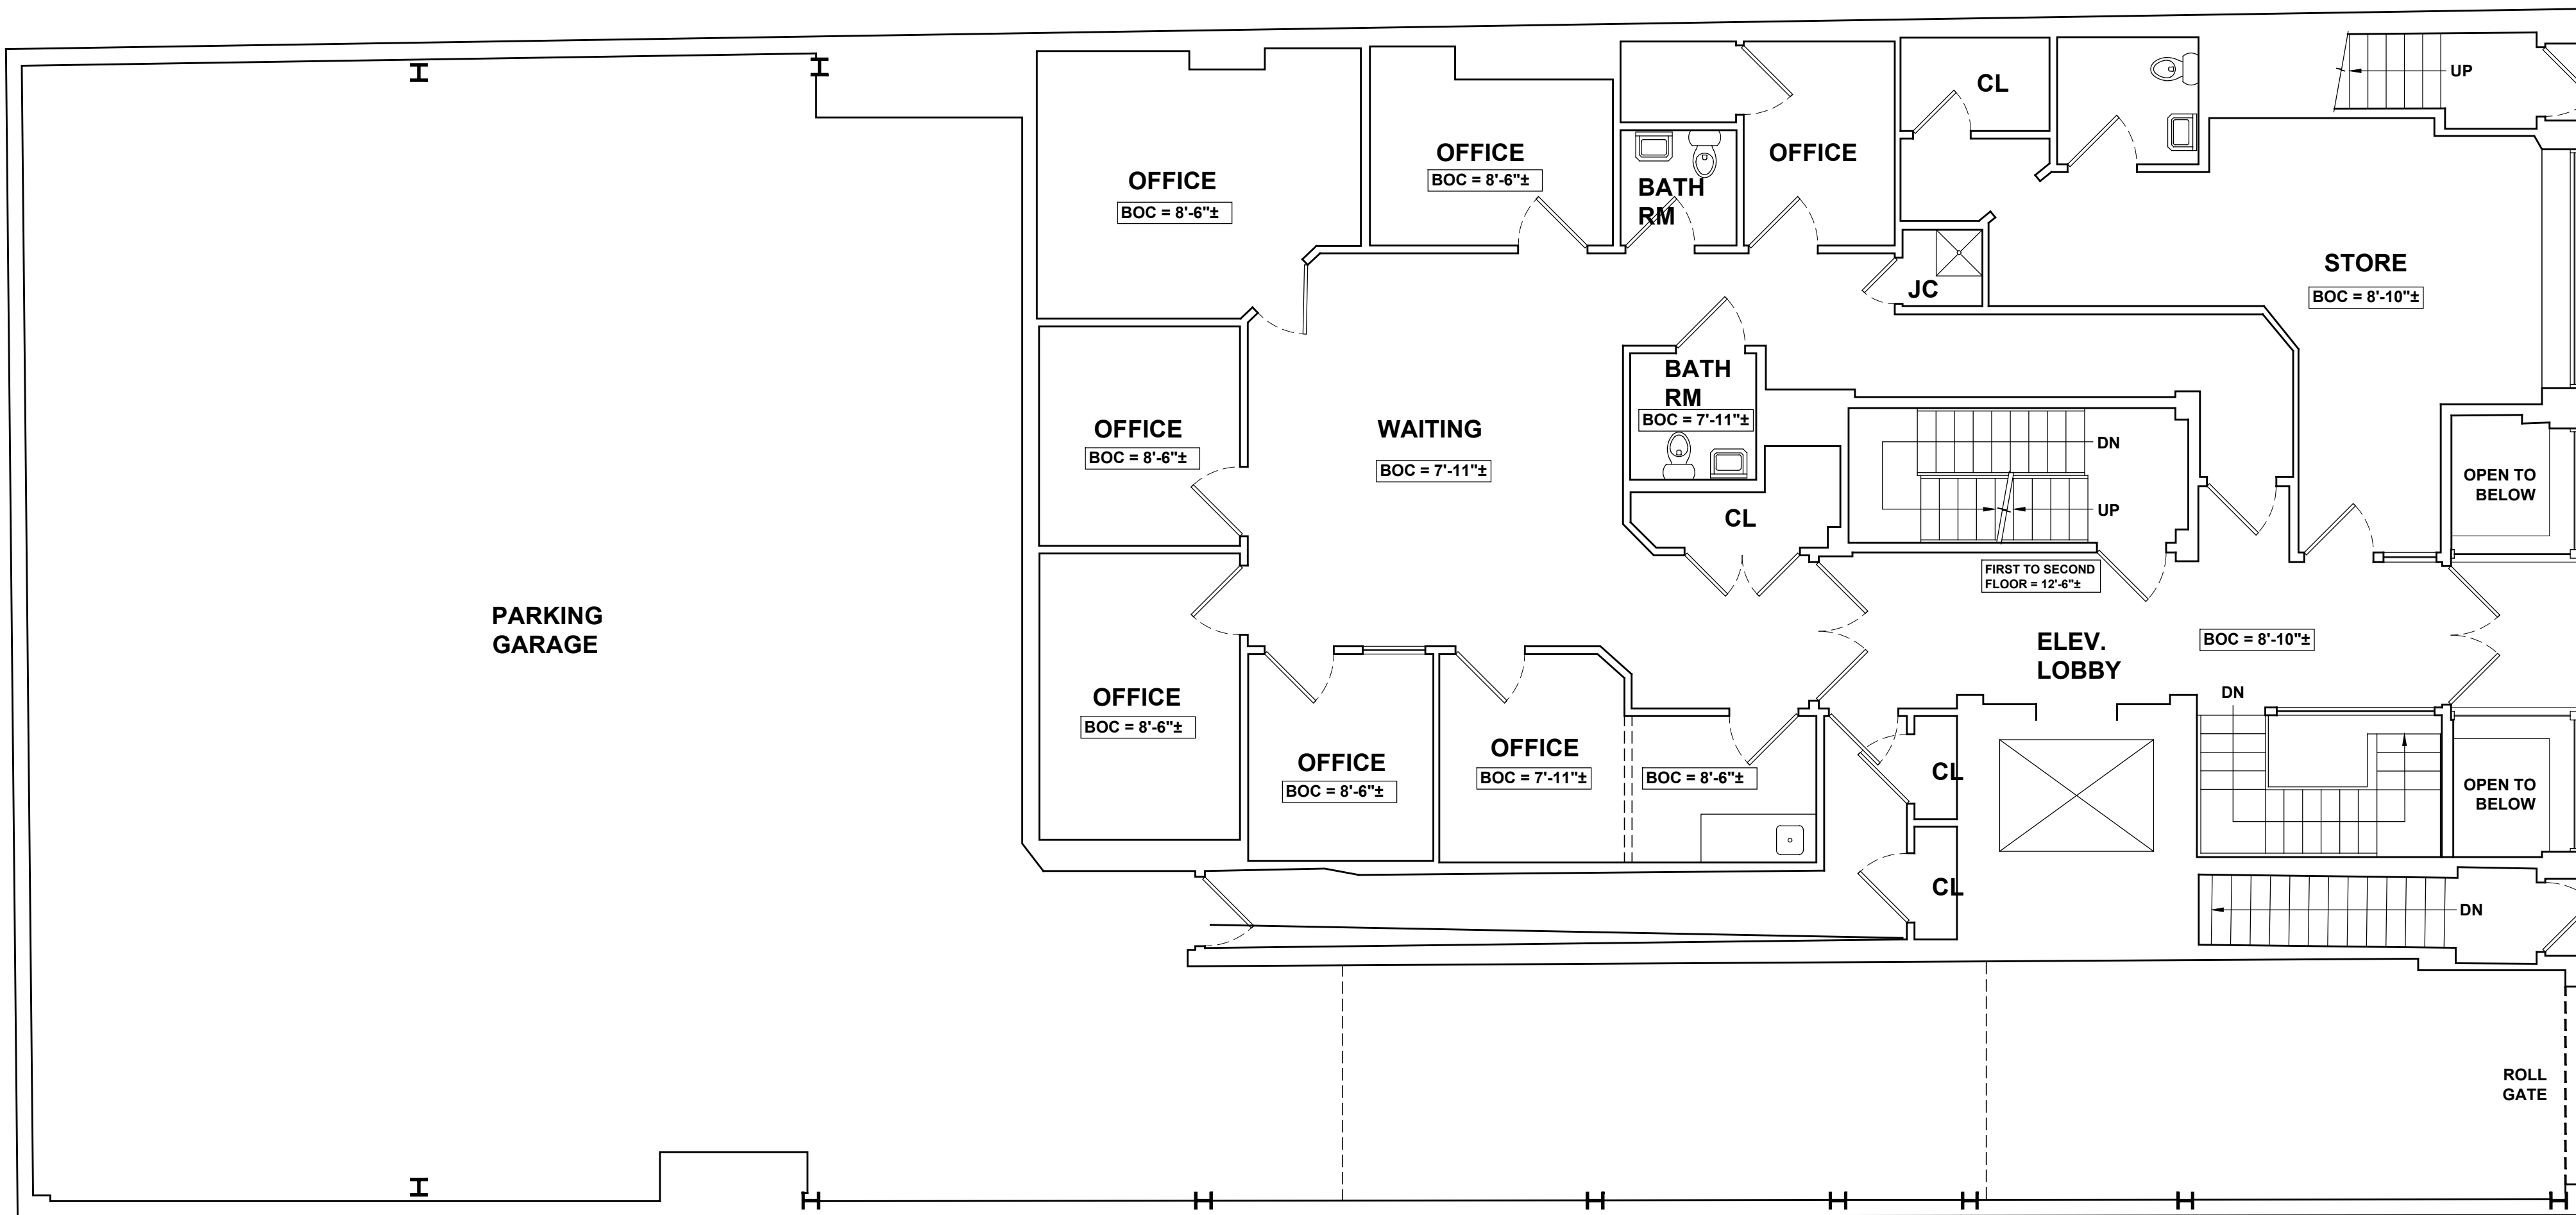 UP
CL
OFFICE
BOC = 8'-6"±
OFFICE
BOC = 8'-6"±
BATH
RM
OFFICE
STORE
BOC = 8'-10"±
JC
OFFICE
BOC = 8'-6"±
WAITING
BOC = 7'-11"±
BATH
RM
BOC = 7'-11"±
CL
DN
UP
OPEN TO
BELOW
FIRST TO SECOND
FLOOR = 12'-6"±
PARKING
GARAGE
ELEV.
LOBBY
BOC = 8'-10"±
OFFICE
BOC = 8'-6"±
OFFICE
BOC = 8'-6"±
OFFICE
BOC = 7'-11"±
BOC = 8'-6"±
CL
DN
OPEN TO
BELOW
CL
DN
ROLL
GATE